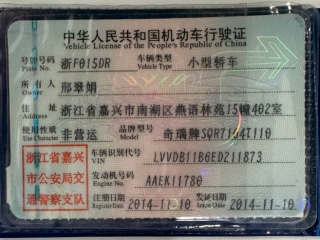 中华人民共和国机动车行驶证
Vehicle License of the People's Republic of China
号牌号码 浙F015DR 车辆类型 小型轿车
Plate No. Vehicle Type
所有人 邢翠娟
Owner
住址 浙江省嘉兴市南湖区燕语林苑15幢402室
Address
使用性质 非营运 品牌型号 奇瑞牌SQR7104T110
Use Character Model
浙江省嘉兴市公安局交通警察支队
车辆识别代号 LVVDB11B6ED211873
VIN
发动机号码 AAEK11780
Engine No.
注册日期 2014-11-10 发证日期 2014-11-10
Register Date Issue Date